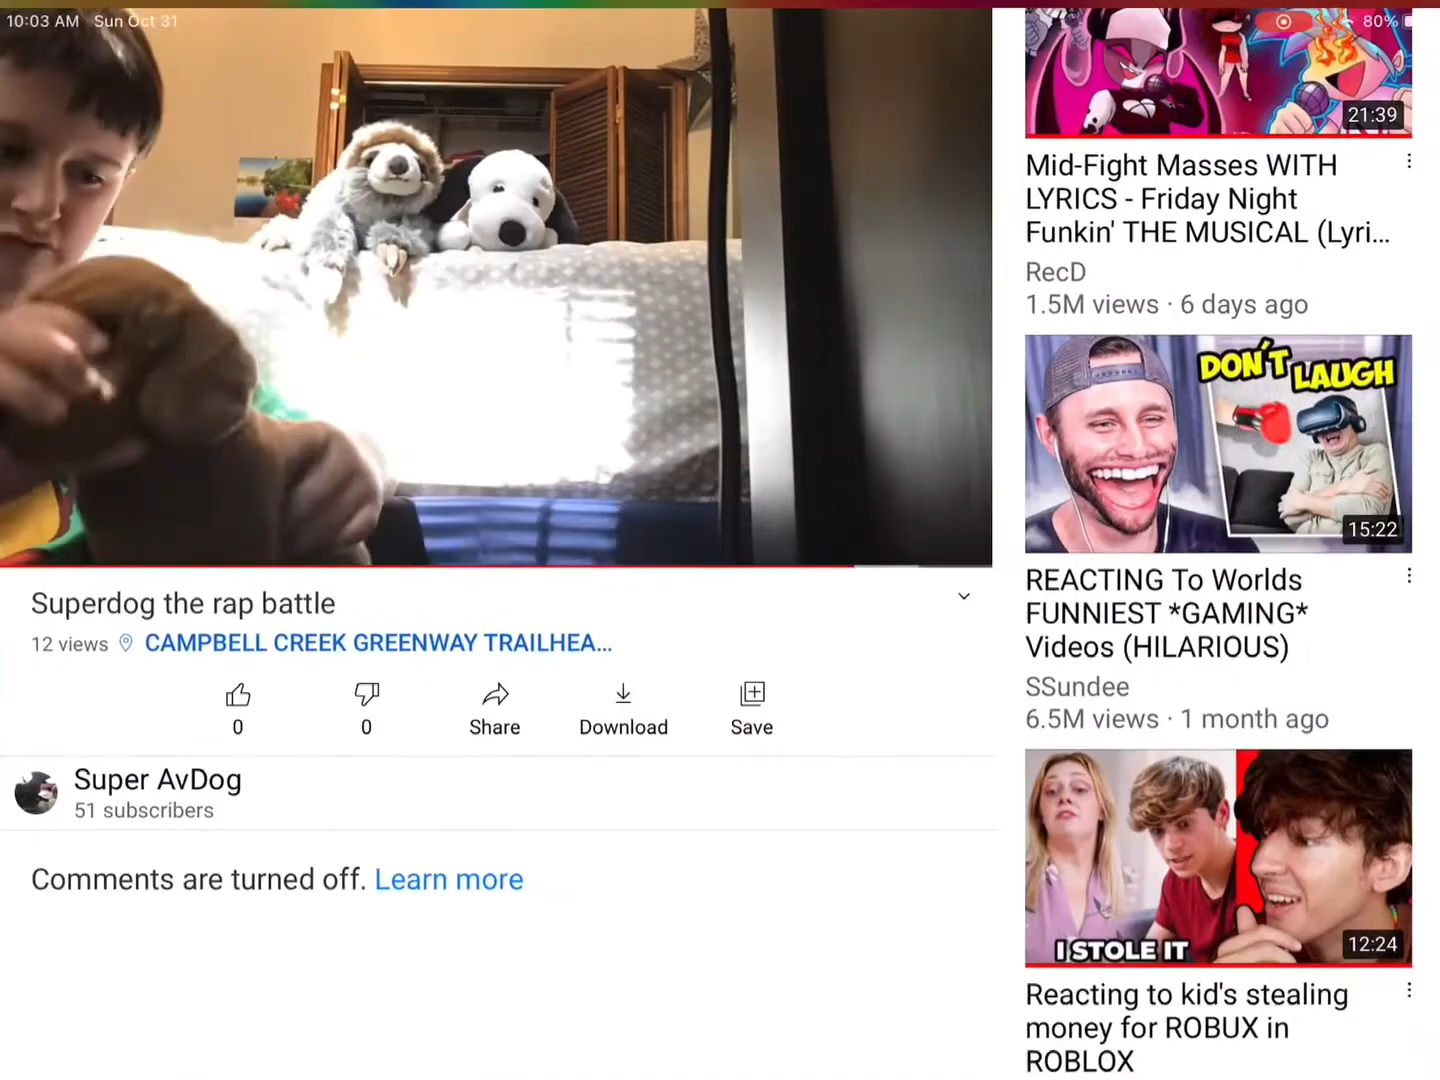 10:03 AM Sun Oct 31
80%
Superdog the rap battle
12 views CAMPBELL CREEK GREENWAY TRAILHEA...
0
0
Share
Download
Save
Super AvDog
51 subscribers
Comments are turned off. Learn more
21:39
Mid-Fight Masses WITH
LYRICS - Friday Night
Funkin' THE MUSICAL (Lyri...
RecD
1.5M views · 6 days ago
DON'T LAUGH
15:22
REACTING To Worlds
FUNNIEST *GAMING*
Videos (HILARIOUS)
SSundee
6.5M views · 1 month ago
I STOLE IT
12:24
Reacting to kid's stealing
money for ROBUX in
ROBLOX